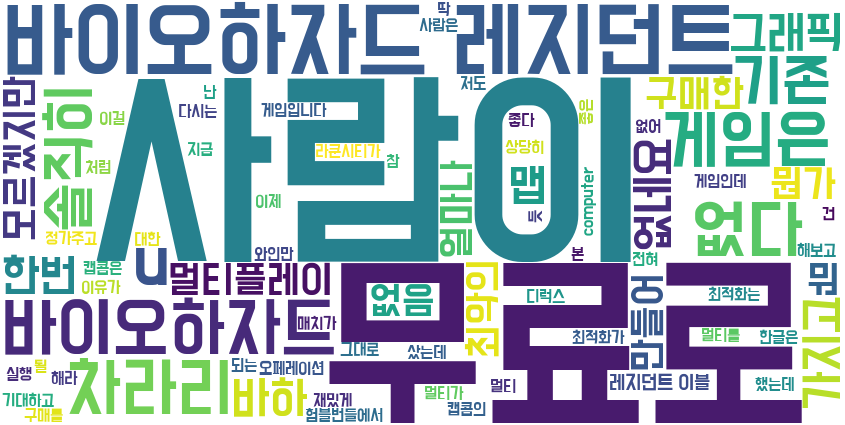 바이오하자드 레지던트
딱
사람은
그래픽
기존
모르겠지만
솔직히
이걸
처럼
난
다시는
지금
게임입니다
사람이
저도
좋다
상당히
라쿤시티가
참
이제
얼마나
맵
듯
computer
구매한
게임은
없어
없네요
게임인데
뭔가
건
없다
해보고
정가주고
대한
u
와인만
본
전혀
한번
캡콤은
이유가
멀티플레이
없음
최악의
디럭스
만들어
최적화는
뭔
고지가
바이오하자드
매치가
무료로
최적화가
멀티를
한글은
그대로
샀는데
실행
될
해라
차라리
바하
되는
오페레이션
멀티가
멀티
레지던트 이블
했는데
기대하고
구매를
재밌게
험블번들에서
캡콤의